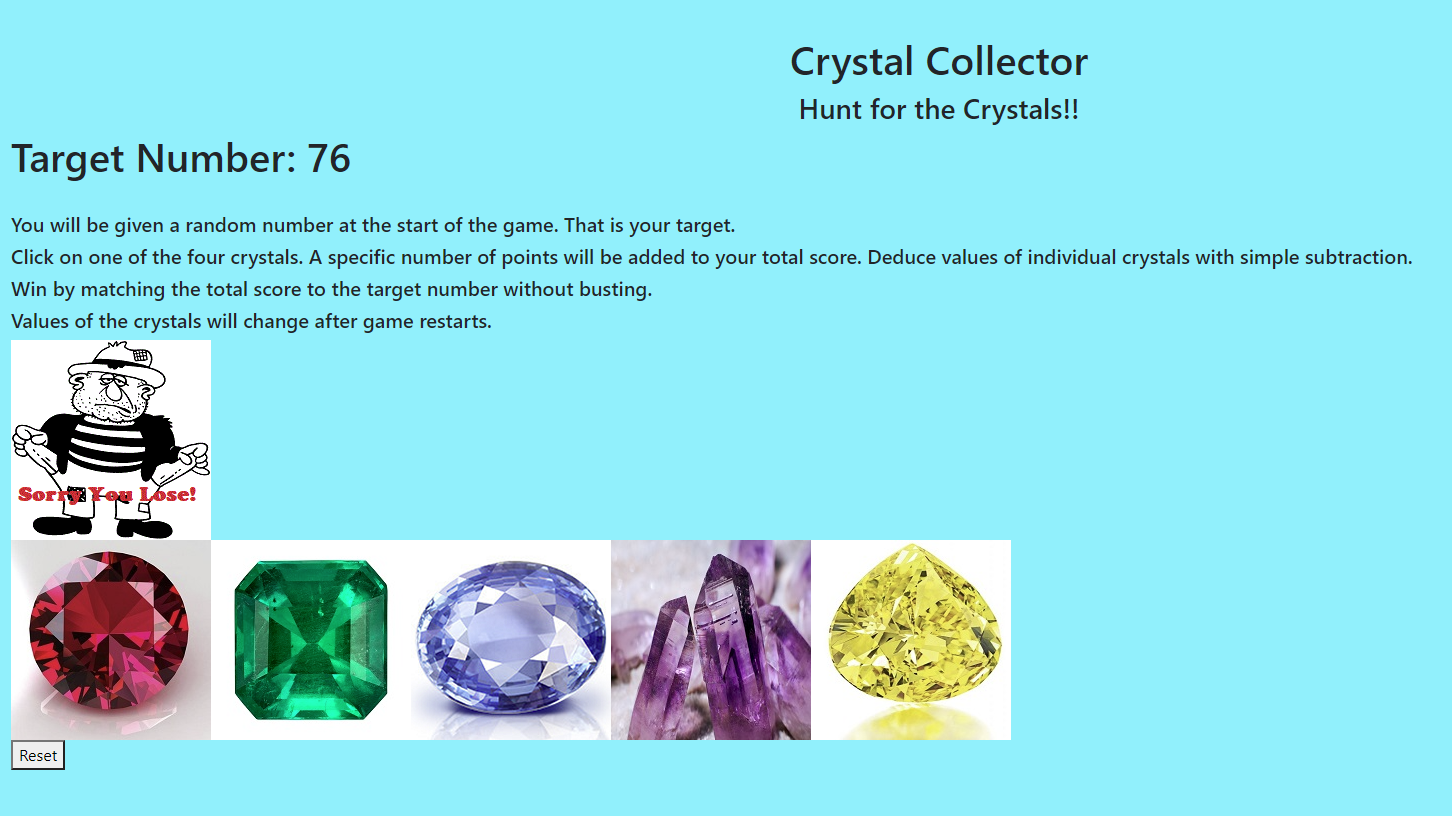 Crystal Collector
Hunt for the Crystals!!
Target Number: 76
You will be given a random number at the start of the game. That is your target.
Click on one of the four crystals. A specific number of points will be added to your total score. Deduce values of individual crystals with simple subtraction.
Win by matching the total score to the target number without busting.
Values of the crystals will change after game restarts.
Sorry You Lose!
Reset